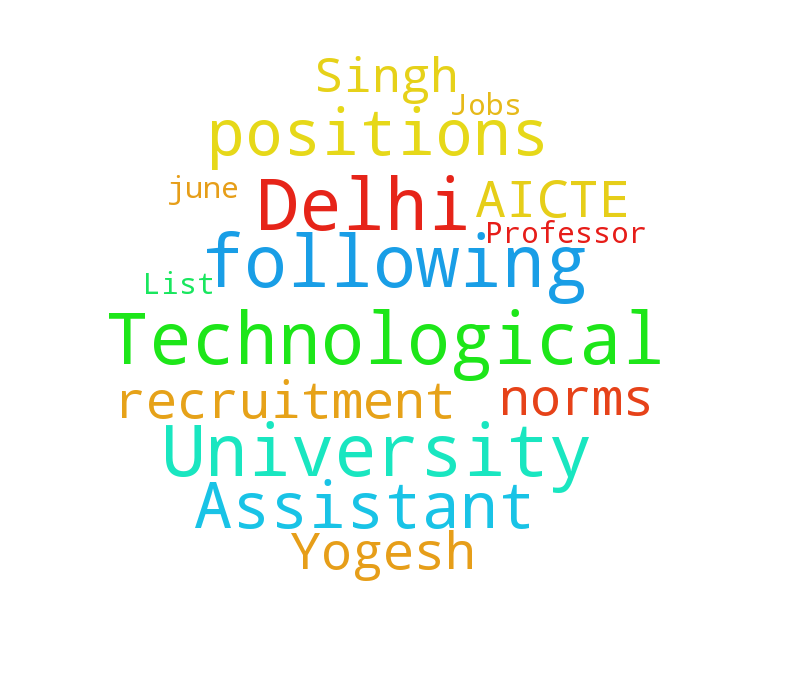 Singh
Jobs
positions
june
Delhi
AICTE
Professor
following
List
Technological
recruitment
norms
University
Assistant
Yogesh